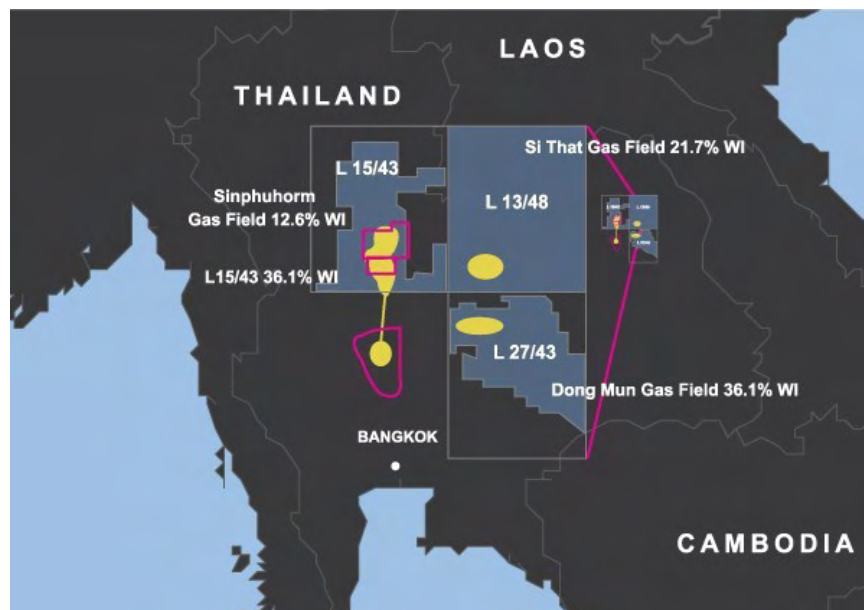 LAOS
THAILAND
Si That Gas Field 21.7% WI
L 15/43
Sinphuhorm
Gas Field 12.6% WI
L 13/48
L15/43 36.1% WI
L 27/43
Dong Mun Gas Field 36.1% WI
BANGKOK
CAMBODIA